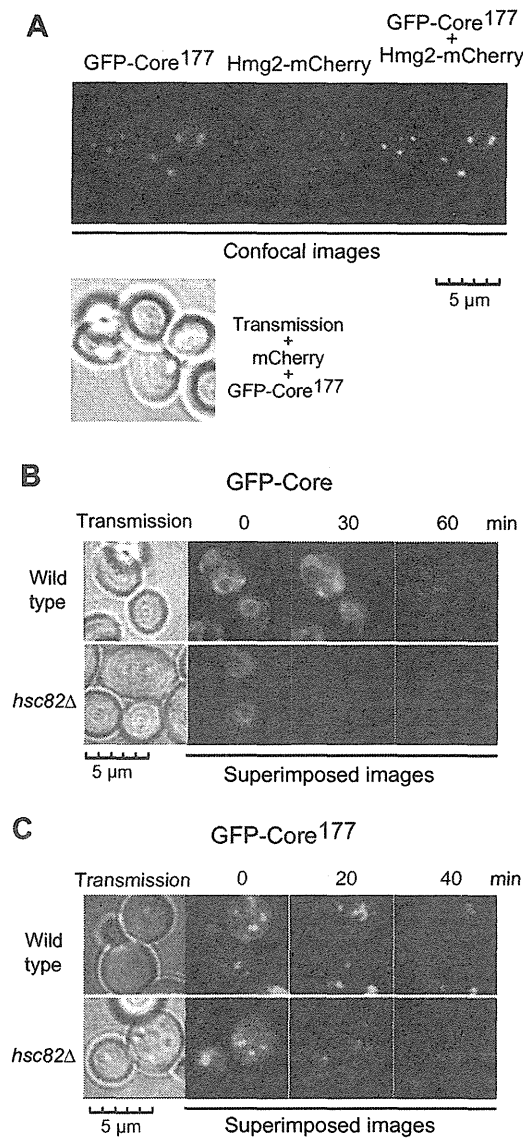 A
GFP-Core177
Hmg2-mCherry
GFP-Core177
+
Hmg2-mCherry
Confocal images
5 µm
Transmission
+
mCherry
+
GFP-Core177
B
GFP-Core
Transmission 0 30 60 min
Wild
type
hsc82Δ
5 µm
Superimposed images
C
GFP-Core177
Transmission 0 20 40 min
Wild
type
hsc82Δ
5 µm
Superimposed images